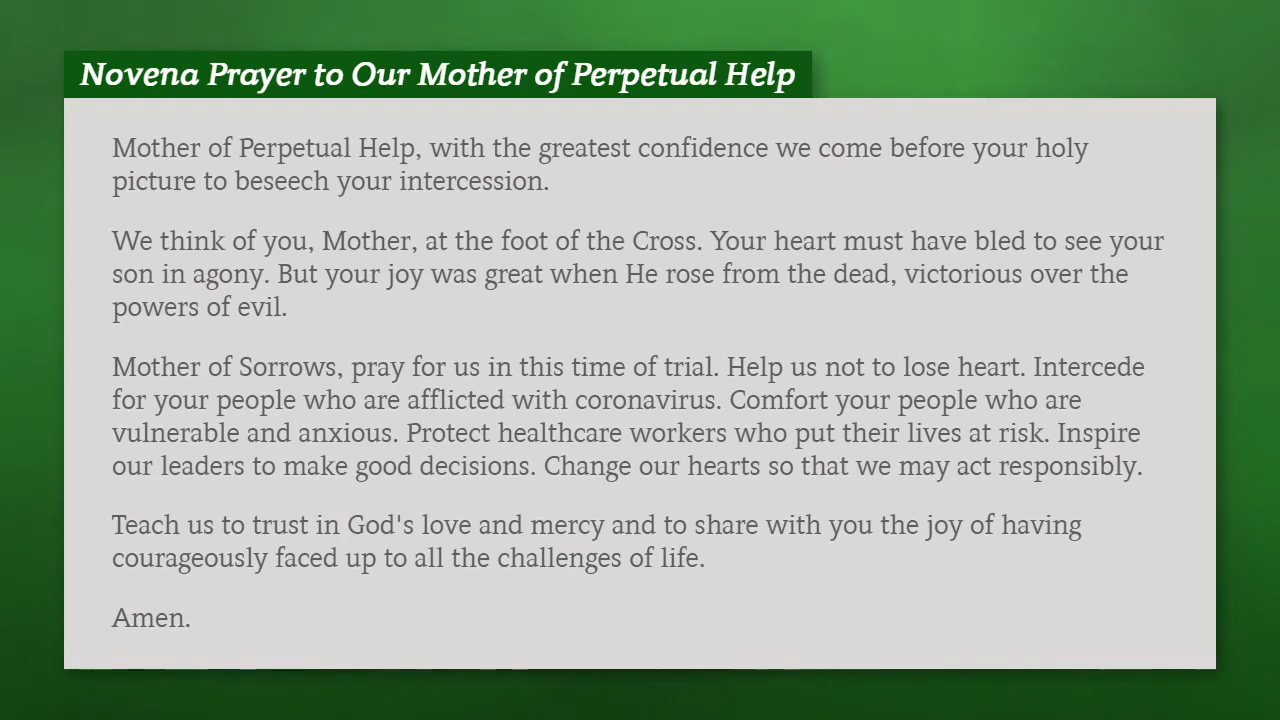 Novena Prayer to Our Mother of Perpetual Help
Mother of Perpetual Help, with the greatest confidence we come before your holy
picture to beseech your intercession.
We think of you, Mother, at the foot of the Cross. Your heart must have bled to see your
son in agony. But your joy was great when He rose from the dead, victorious over the
powers of evil.
Mother of Sorrows, pray for us in this time of trial. Help us not to lose heart. Intercede
for your people who are afflicted with coronavirus. Comfort your people who are
vulnerable and anxious. Protect healthcare workers who put their lives at risk. Inspire
our leaders to make good decisions. Change our hearts so that we may act responsibly.
Teach us to trust in God's love and mercy and to share with you the joy of having
courageously faced up to all the challenges of life.
Amen.